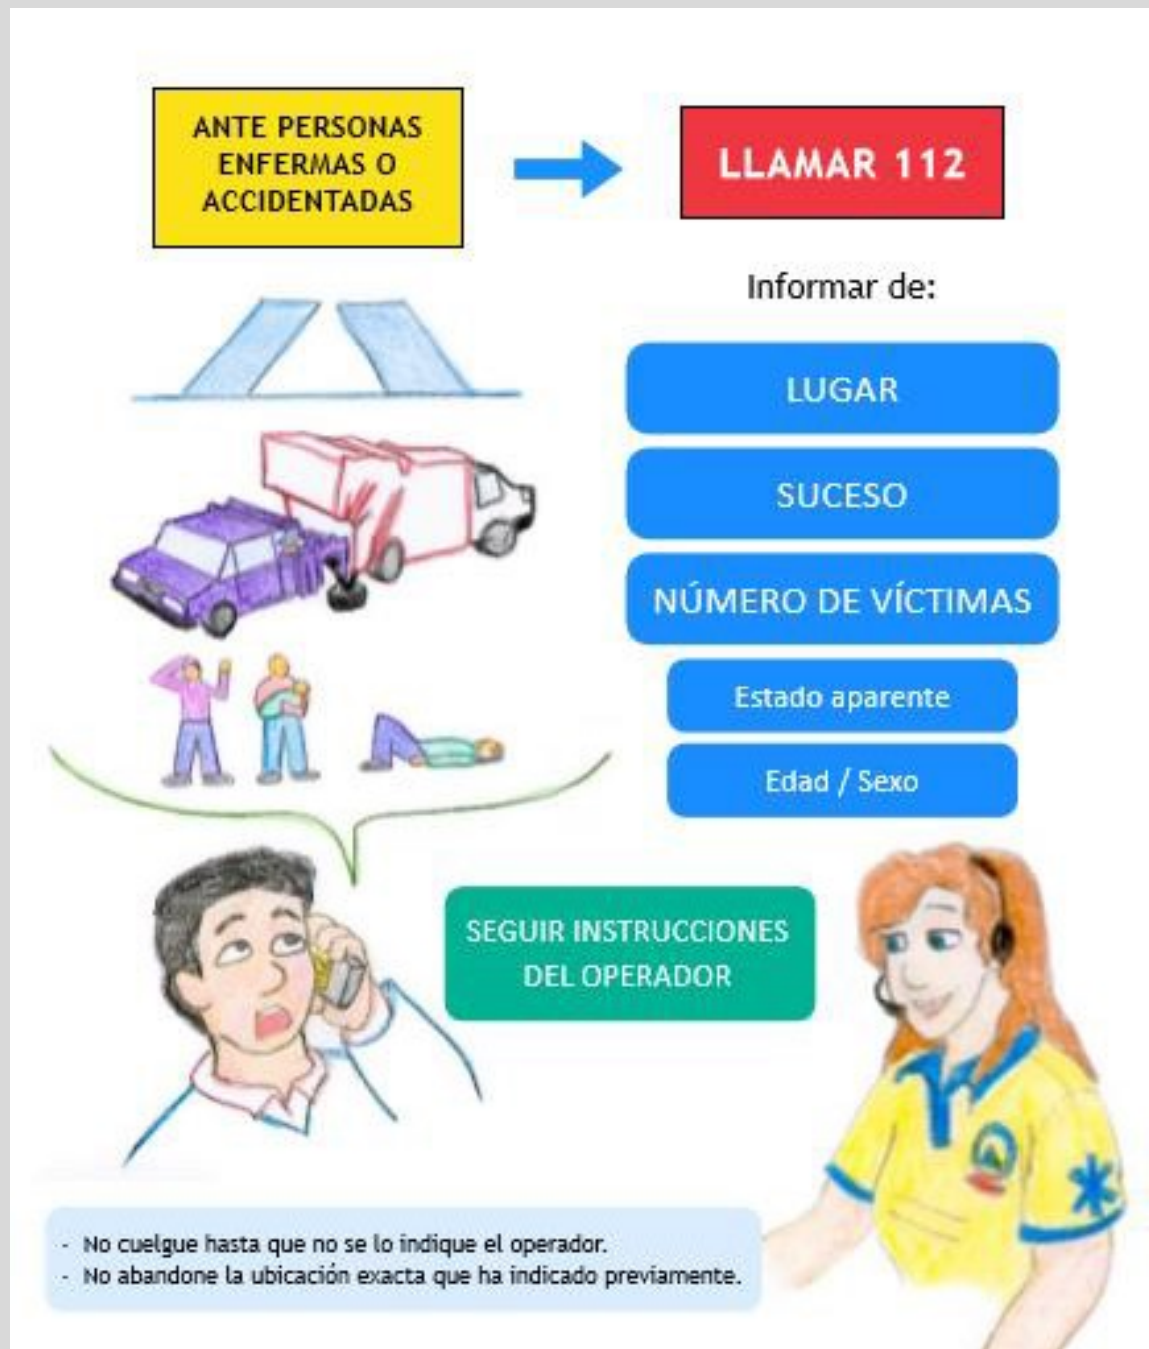 ANTE PERSONAS
ENFERMAS O
ACCIDENTADAS
LLAMAR 112
Informar de:
LUGAR
SUCESO
NÚMERO DE VÍCTIMAS
Estado aparente
Edad / Sexo
SEGUIR INSTRUCCIONES
DEL OPERADOR
- No cuelgue hasta que no se lo indique el operador.
- No abandone la ubicación exacta que ha indicado previamente.